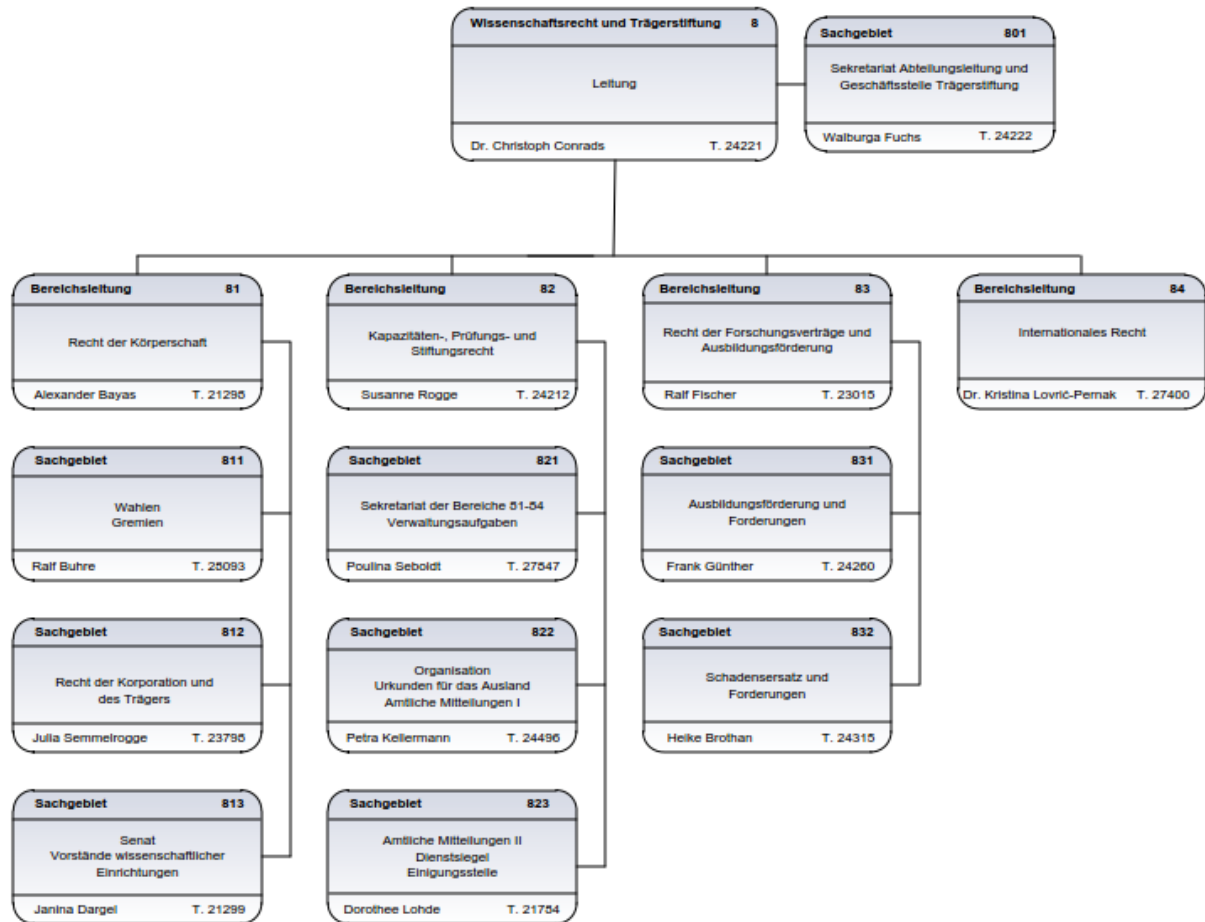 Wissenschaftsrecht und Trägerstiftung 8
Leitung
Dr. Christoph Conrads T. 24221
Sachgebiet 801
Sekretariat Abteilungsleitung und
Geschäftsstelle Trägerstiftung
Walburga Fuchs T. 24222
Bereichsleitung 81
Recht der Körperschaft
Alexander Bayas T. 21298
Bereichsleitung 82
Kapazitäten-, Prüfungs- und
Stiftungsrecht
Susanne Rogge T. 24212
Bereichsleitung 83
Recht der Forschungsverträge und
Ausbildungsförderung
Ralf Fischer T. 23015
Bereichsleitung 84
Internationales Recht
Dr. Kristina Lovrić-Pernak T. 27400
Sachgebiet 811
Wahlen
Gremien
Ralf Buhre T. 28093
Sachgebiet 821
Sekretariat der Bereiche 81-84
Verwaltungsaufgaben
Poulina Seboldt T. 27847
Sachgebiet 831
Ausbildungsförderung und
Forderungen
Frank Günther T. 24260
Sachgebiet 812
Recht der Korporation und
des Trägers
Julia Semmelrogge T. 23798
Sachgebiet 822
Organisation
Urkunden für das Ausland
Amtliche Mitteilungen I
Petra Kellermann T. 24496
Sachgebiet 832
Schadensersatz und
Forderungen
Heike Brothan T. 24315
Sachgebiet 813
Senat
Vorstände wissenschaftlicher
Einrichtungen
Janina Dargel T. 21299
Sachgebiet 823
Amtliche Mitteilungen II
Dienstsiegel
Einigungsstelle
Dorothee Lohde T. 21784